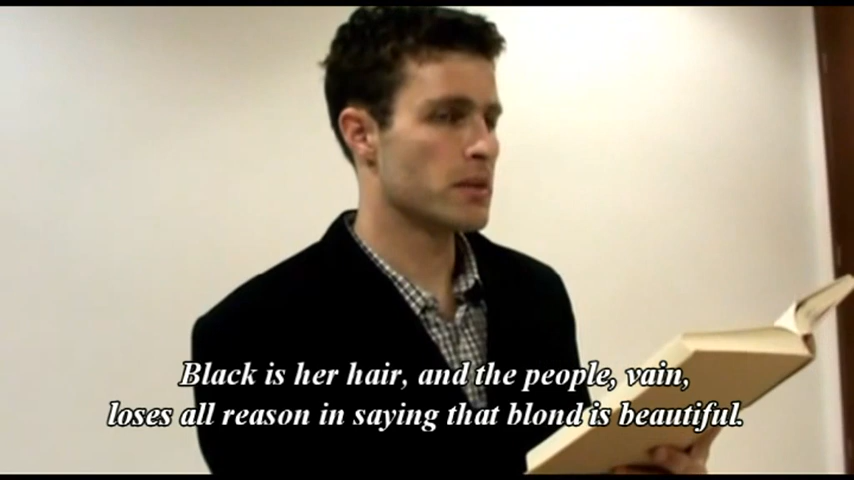 Black is her hair, and the people, vain,
loses all reason in saying that blond is beautiful.